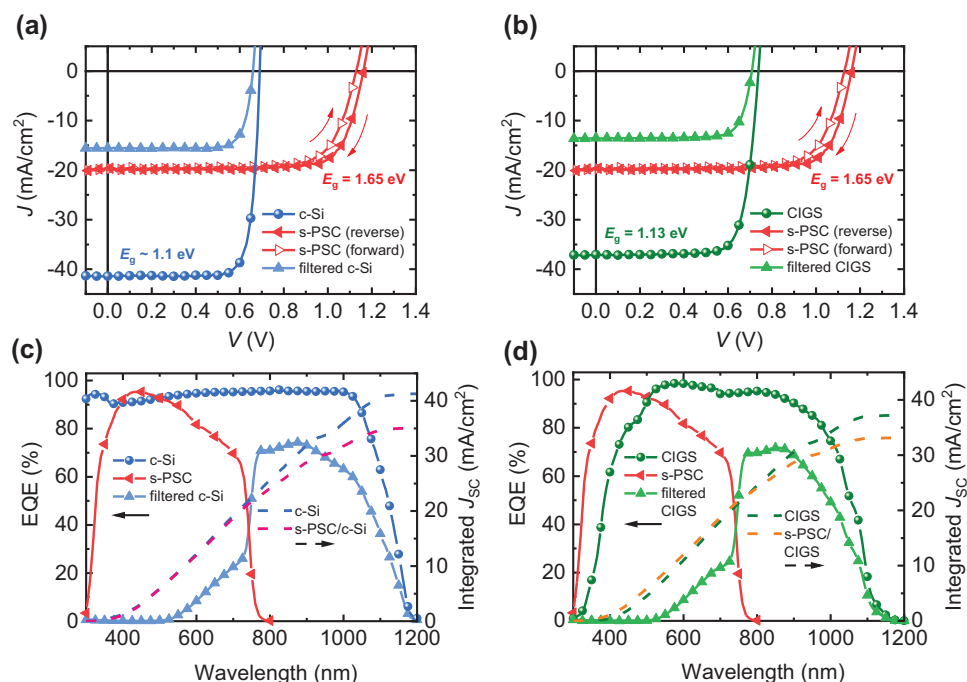 (a)
0
-10
-20
-30
-40
J (mA/cm2)
Eg = 1.65 eV
Eg ~ 1.1 eV
c-Si
s-PSC (reverse)
s-PSC (forward)
filtered c-Si
0.0 0.2 0.4 0.6 0.8 1.0 1.2 1.4
V (V)
(b)
0
-10
-20
-30
-40
J (mA/cm2)
Eg = 1.65 eV
Eg = 1.13 eV
CIGS
s-PSC (reverse)
s-PSC (forward)
filtered CIGS
0.0 0.2 0.4 0.6 0.8 1.0 1.2 1.4
V (V)
(c)
100
80
60
40
20
0
EQE (%)
c-Si
s-PSC
filtered c-Si
c-Si
s-PSC/c-Si
40
30
20
10
0
Integrated JSC (mA/cm2)
400 600 800 1000 1200
Wavelength (nm)
(d)
100
80
60
40
20
0
EQE (%)
CIGS
s-PSC
filtered
CIGS
CIGS
s-PSC/
CIGS
40
30
20
10
0
Integrated JSC (mA/cm2)
400 600 800 1000 1200
Wavelength (nm)